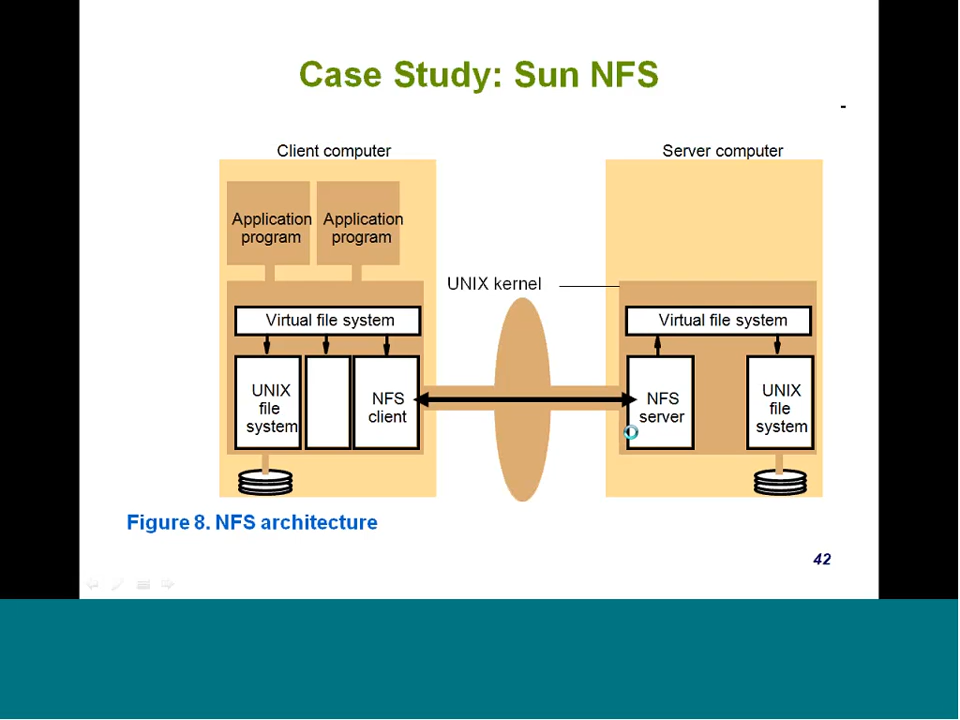 Case Study: Sun NFS
-
Client computer
Server computer
Application
program
Application
program
UNIX kernel
Virtual file system
Virtual file system
UNIX
file
system
NFS
client
NFS
server
UNIX
file
system
Figure 8. NFS architecture
42